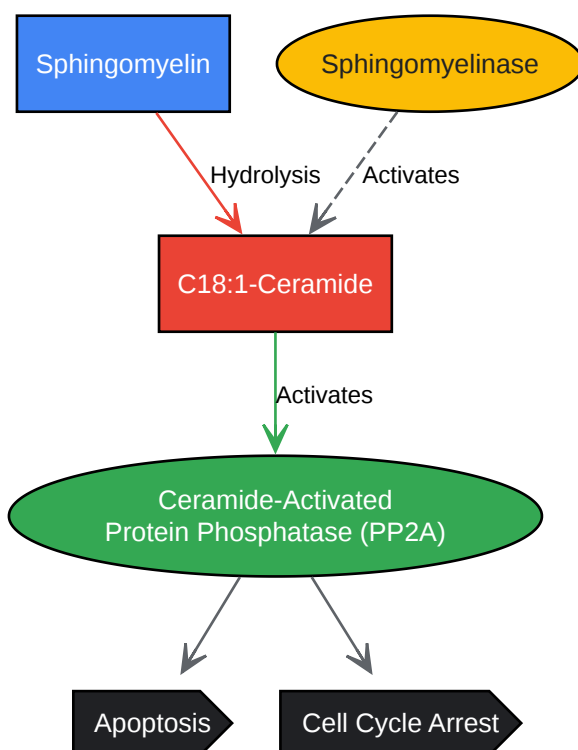 Sphingomyelin
Sphingomyelinase
Hydrolysis
Activates
C18:1-Ceramide
Activates
Ceramide-Activated
Protein Phosphatase (PP2A)
Apoptosis
Cell Cycle Arrest